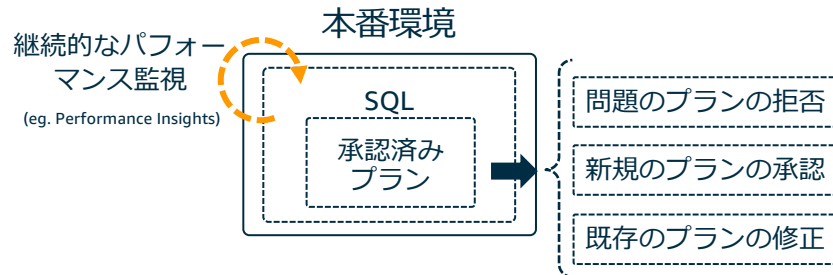 本番環境
継続的なパフォー
マンス監視
(eg. Performance Insights)
SQL
承認済み
プラン
問題のプランの拒否
新規のプランの承認
既存のプランの修正